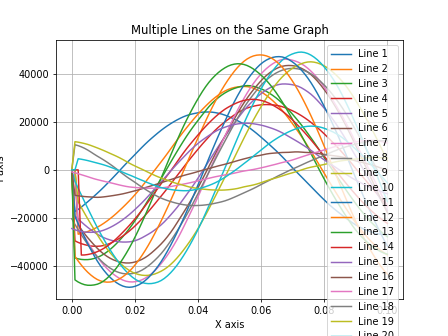 Multiple Lines on the Same Graph
40000
20000
0
−20000
−40000
0.00
0.02
0.04
0.06
0.08
X axis
Line 1
Line 2
Line 3
Line 4
Line 5
Line 6
Line 7
Line 8
Line 9
Line 10
Line 11
Line 12
Line 13
Line 14
Line 15
Line 16
Line 17
Line 18
Line 19
Line 20